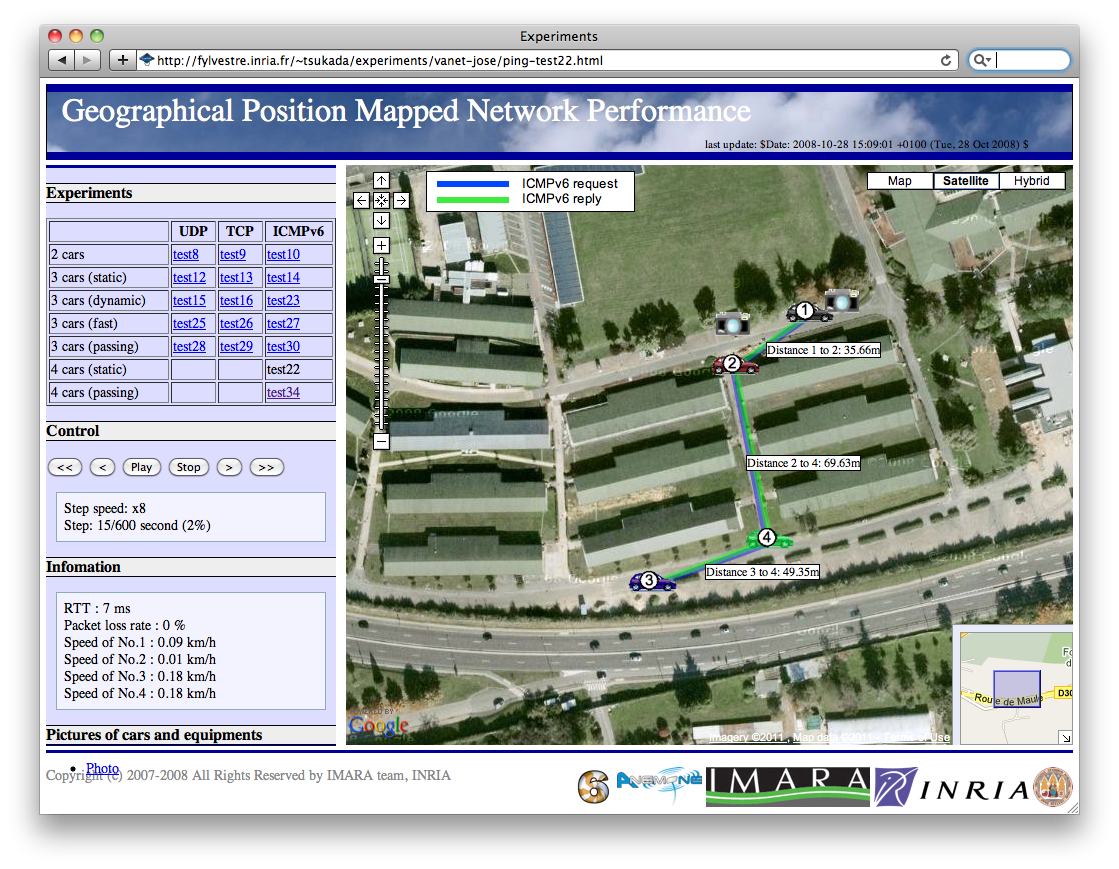 Experiments
http://fylvestre.inria.fr/~tsukada/experiments/vanet-jose/ping-test22.html
Geographical Position Mapped Network Performance
last update: $Date: 2008-10-28 15:09:01 +0100 (Tue, 28 Oct 2008) $
Experiments
UDP TCP ICMPv6
2 cars test8 test9 test10
3 cars (static) test12 test13 test14
3 cars (dynamic) test15 test16 test23
3 cars (fast) test25 test26 test27
3 cars (passing) test28 test29 test30
4 cars (static) test22
4 cars (passing) test34
Control
<< < Play Stop > >>
Step speed: x8
Step: 15/600 second (2%)
Infomation
RTT : 7 ms
Packet loss rate : 0 %
Speed of No.1 : 0.09 km/h
Speed of No.2 : 0.01 km/h
Speed of No.3 : 0.18 km/h
Speed of No.4 : 0.18 km/h
Pictures of cars and equipments
Photo
ICMPv6 request
ICMPv6 reply
Map Satellite Hybrid
1
Distance 1 to 2: 35.66m
2
Distance 2 to 4: 69.63m
4
Distance 3 to 4: 49.35m
3
POWERED BY
Google
Imagery ©2011 , Map data ©2011 - Terms of Use
Route de Maule
D30
Copyright (c) 2007-2008 All Rights Reserved by IMARA team, INRIA
6
ANEMONE
IMARA
INRIA